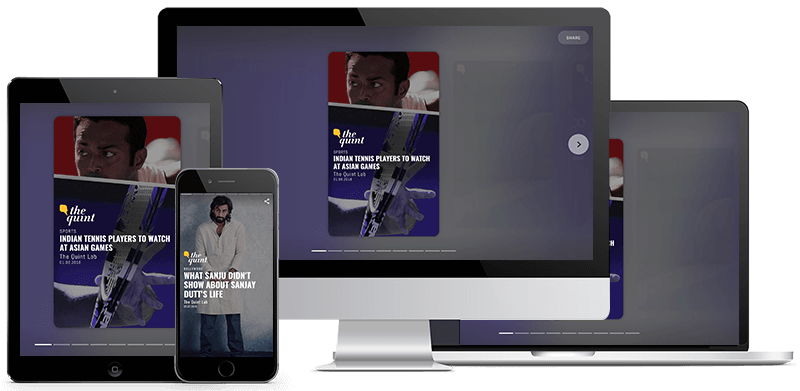 SHARE
the
quint
SPORTS
INDIAN TENNIS PLAYERS TO WATCH
AT ASIAN GAMES
The Quint Lab
01.08.2018
the
quint
SPORTS
INDIAN TENNIS PLAYERS TO WATCH
AT ASIAN GAMES
The Quint Lab
01.08.2018
the
quint
BOLLYWOOD
WHAT SANJU DIDN'T
SHOW ABOUT SANJAY
DUTT'S LIFE
The Quint Lab
TO WATCH